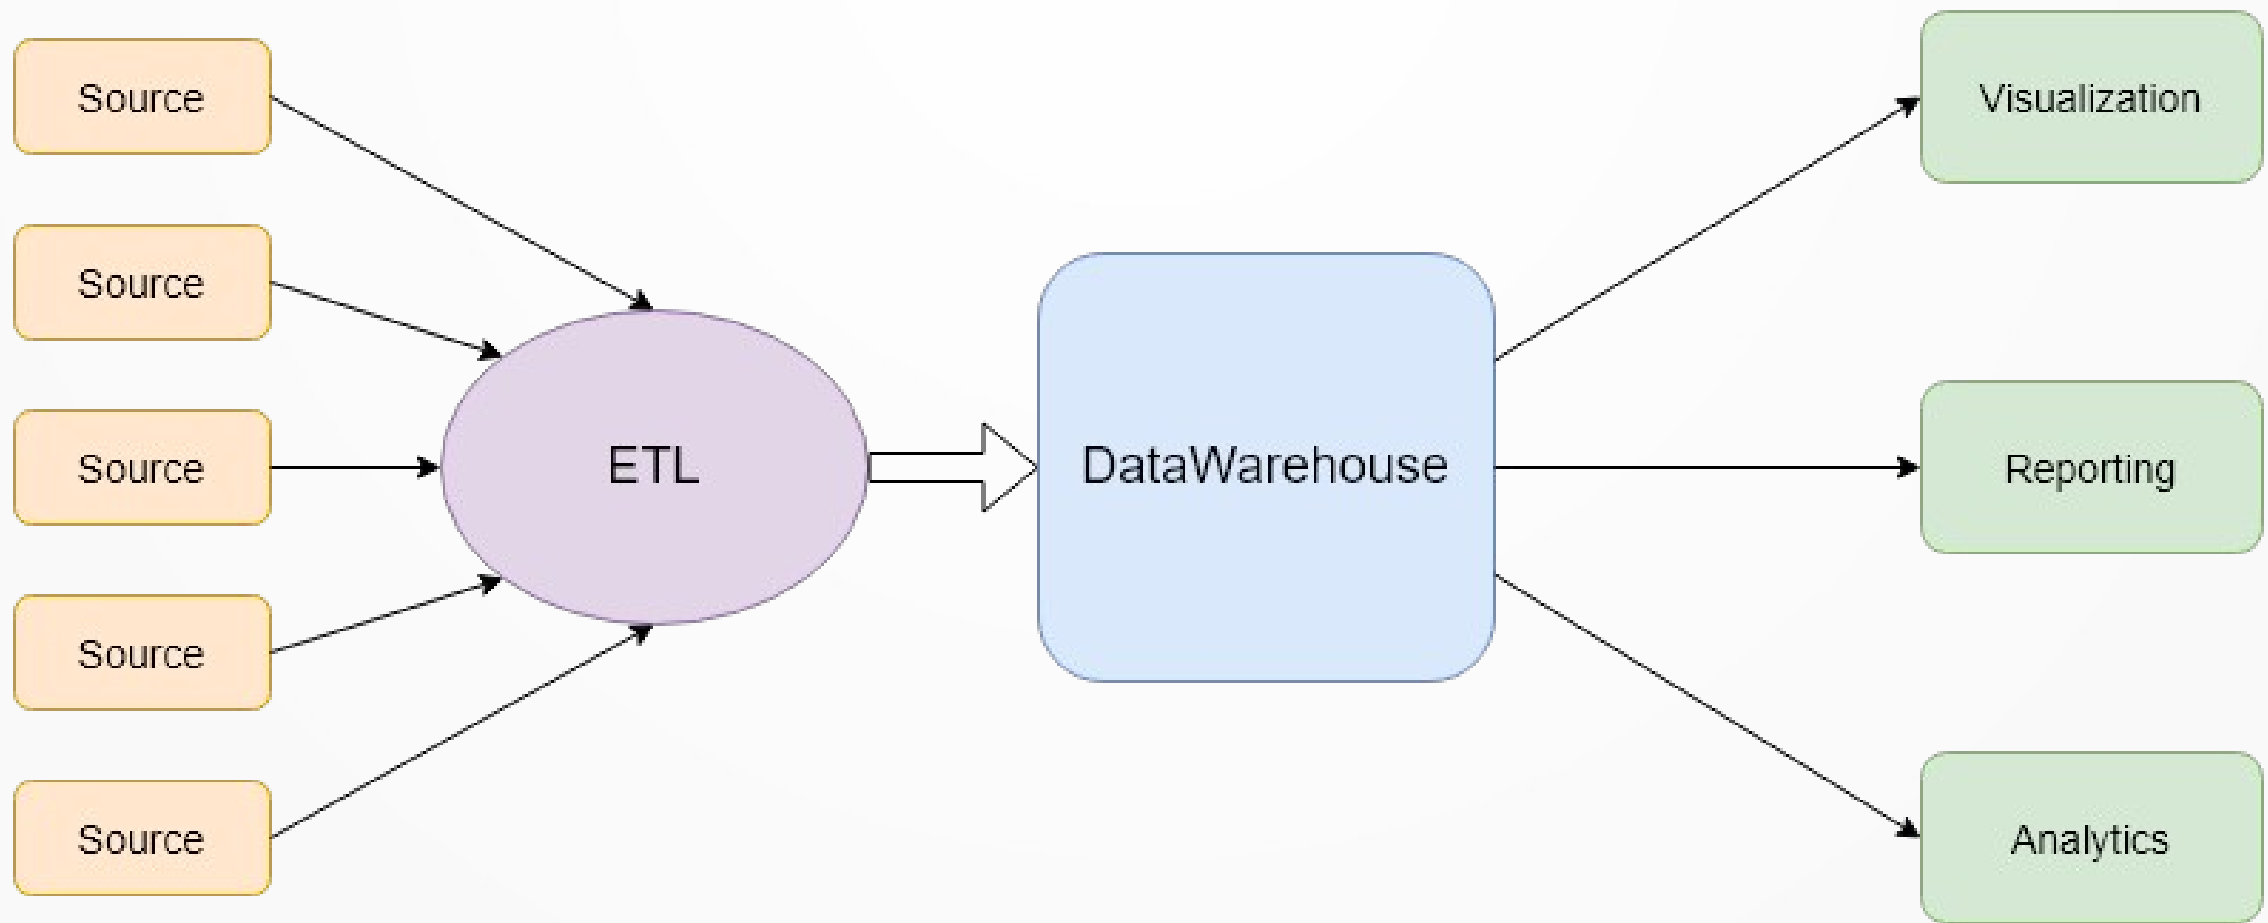 Source
Source
Source
Source
Source
ETL
DataWarehouse
Visualization
Reporting
Analytics